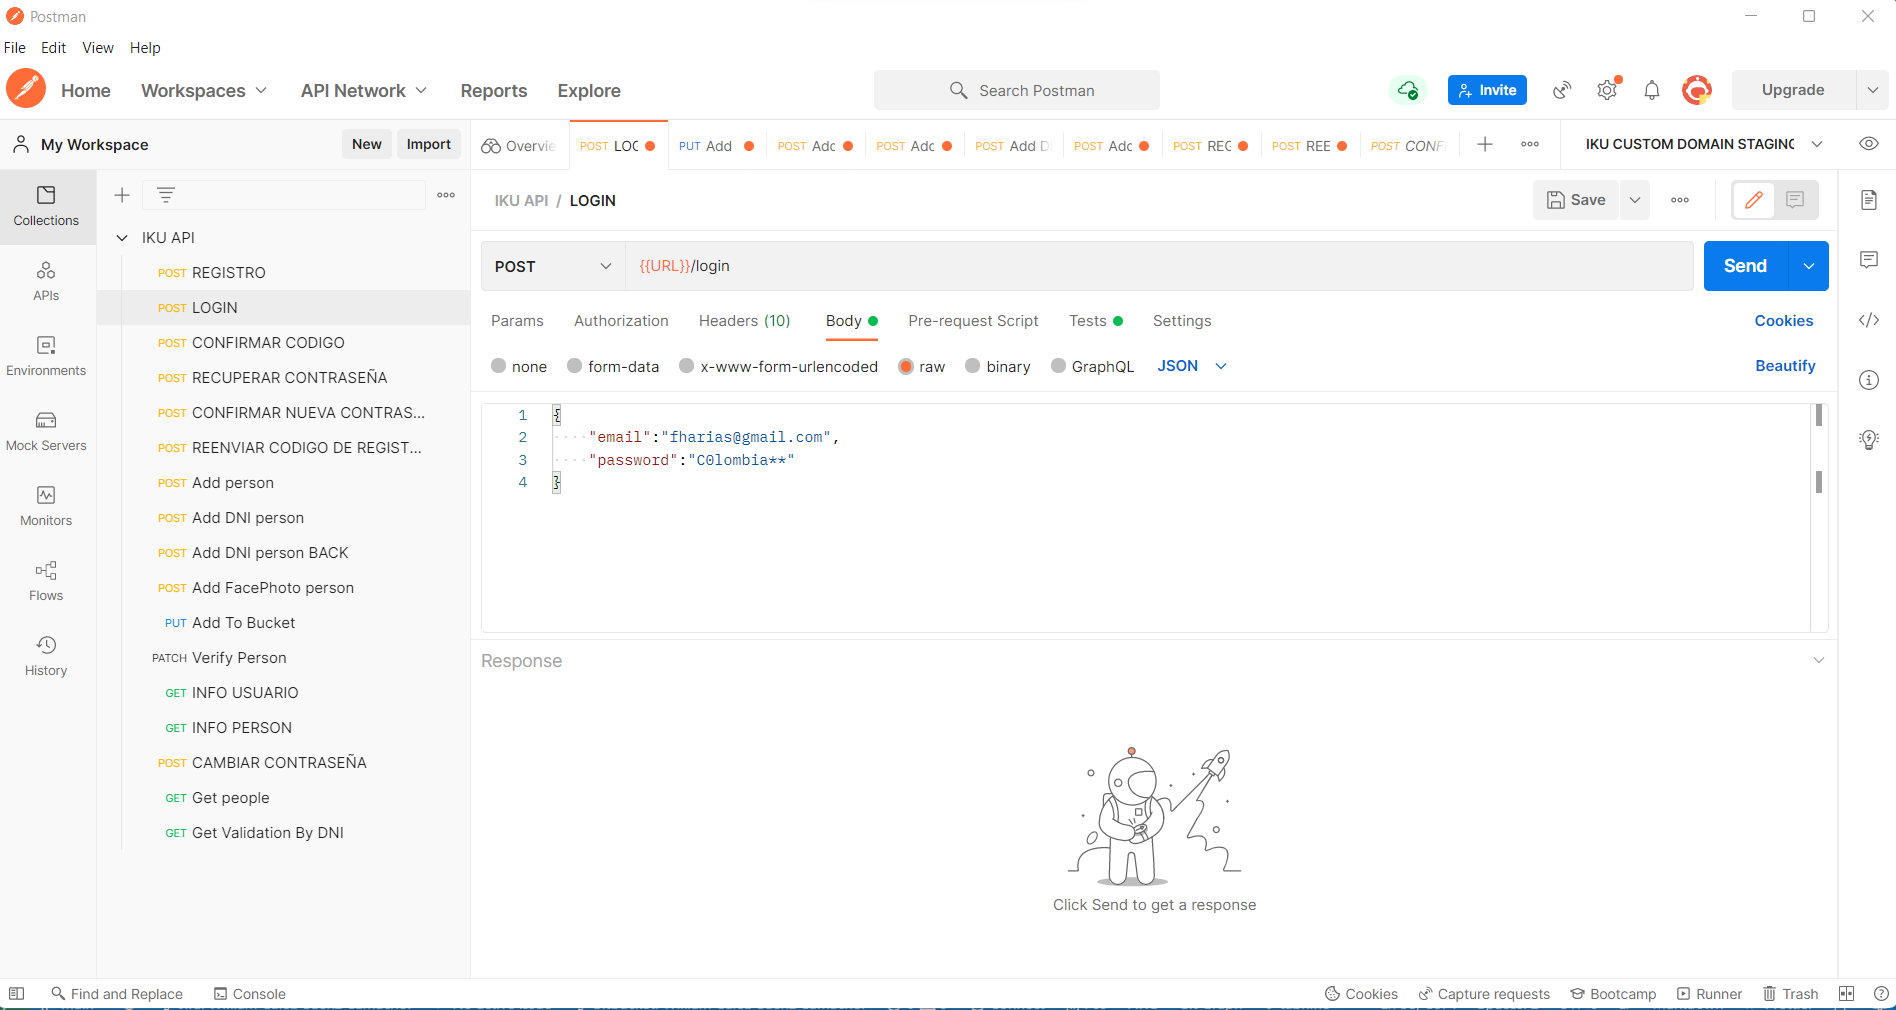 Postman
File Edit View Help
Home Workspaces API Network Reports Explore Search Postman Invite Upgrade
My Workspace New Import Overvie POST LOG PUT Add POST Adc POST Adc POST Add D POST Adc POST REG POST REE POST CONF IKU CUSTOM DOMAIN STAGING
Collections
APIs
Environments
Mock Servers
Monitors
Flows
History
IKU API
POST REGISTRO
POST LOGIN
POST CONFIRMAR CODIGO
POST RECUPERAR CONTRASEÑA
POST CONFIRMAR NUEVA CONTRAS...
POST REENVIAR CODIGO DE REGIST...
POST Add person
POST Add DNI person
POST Add DNI person BACK
POST Add FacePhoto person
PUT Add To Bucket
PATCH Verify Person
GET INFO USUARIO
GET INFO PERSON
POST CAMBIAR CONTRASEÑA
GET Get people
GET Get Validation By DNI
IKU API / LOGIN Save
POST {{URL}}/login Send
Params Authorization Headers (10) Body Pre-request Script Tests Settings Cookies
none form-data x-www-form-urlencoded raw binary GraphQL JSON Beautify
1 {
2 "email":"fharias@gmail.com",
3 "password":"C0lombia**"
4 }
Response
Click Send to get a response
Find and Replace Console Cookies Capture requests Bootcamp Runner Trash